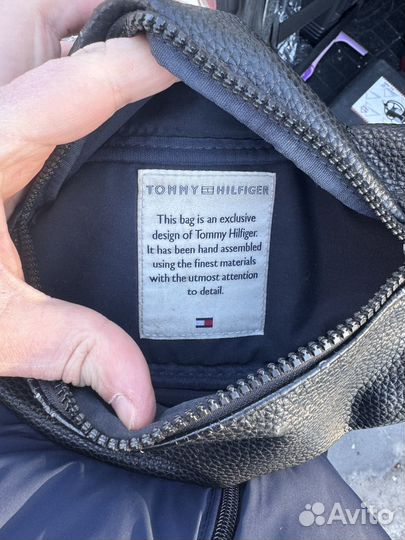 TOMMY HILFIGER
This bag is an exclusive
design of Tommy Hilfiger.
It has been hand assembled
using the finest materials
with the utmost attention
to detail.
Avito